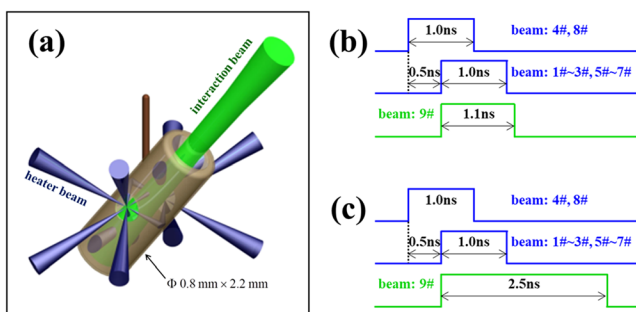 (a)
interaction beam
heater beam
Φ 0.8 mm × 2.2 mm
(b)
1.0ns
beam: 4#, 8#
0.5ns
1.0ns
beam: 1#~3#, 5#~7#
beam: 9#
1.1ns
(c)
1.0ns
beam: 4#, 8#
0.5ns
1.0ns
beam: 1#~3#, 5#~7#
beam: 9#
2.5ns